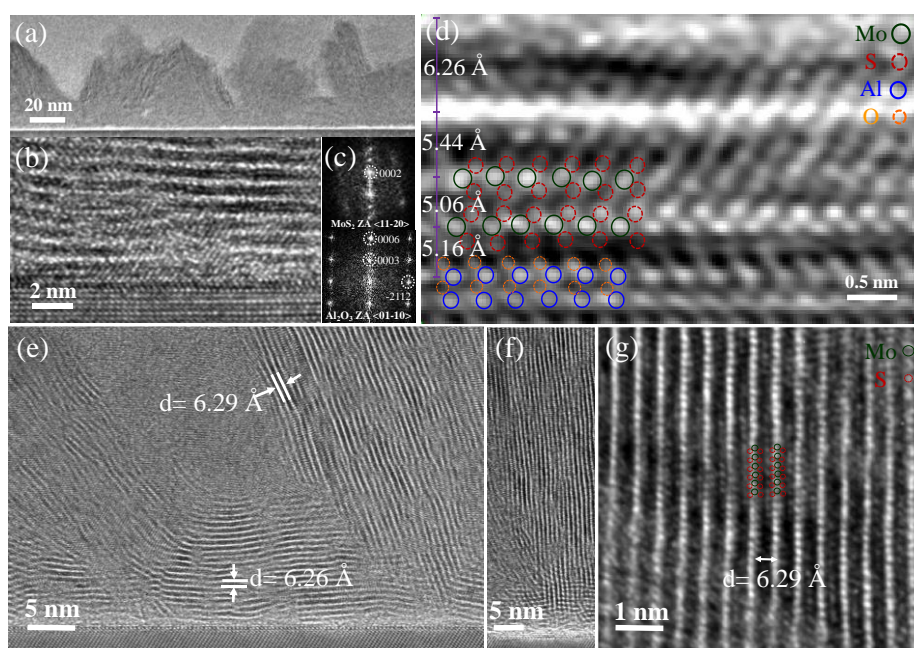 (a)
20 nm
(b)
2 nm
(c)
0002
MoS₂ ZA <11-20>
0006
0003
-2112
Al₂O₃ ZA <01-10>
(d)
Mo
S
Al
O
6.26 Å
5.44 Å
5.06 Å
5.16 Å
0.5 nm
(e)
d= 6.29 Å
d= 6.26 Å
5 nm
(f)
5 nm
(g)
Mo
S
d= 6.29 Å
1 nm